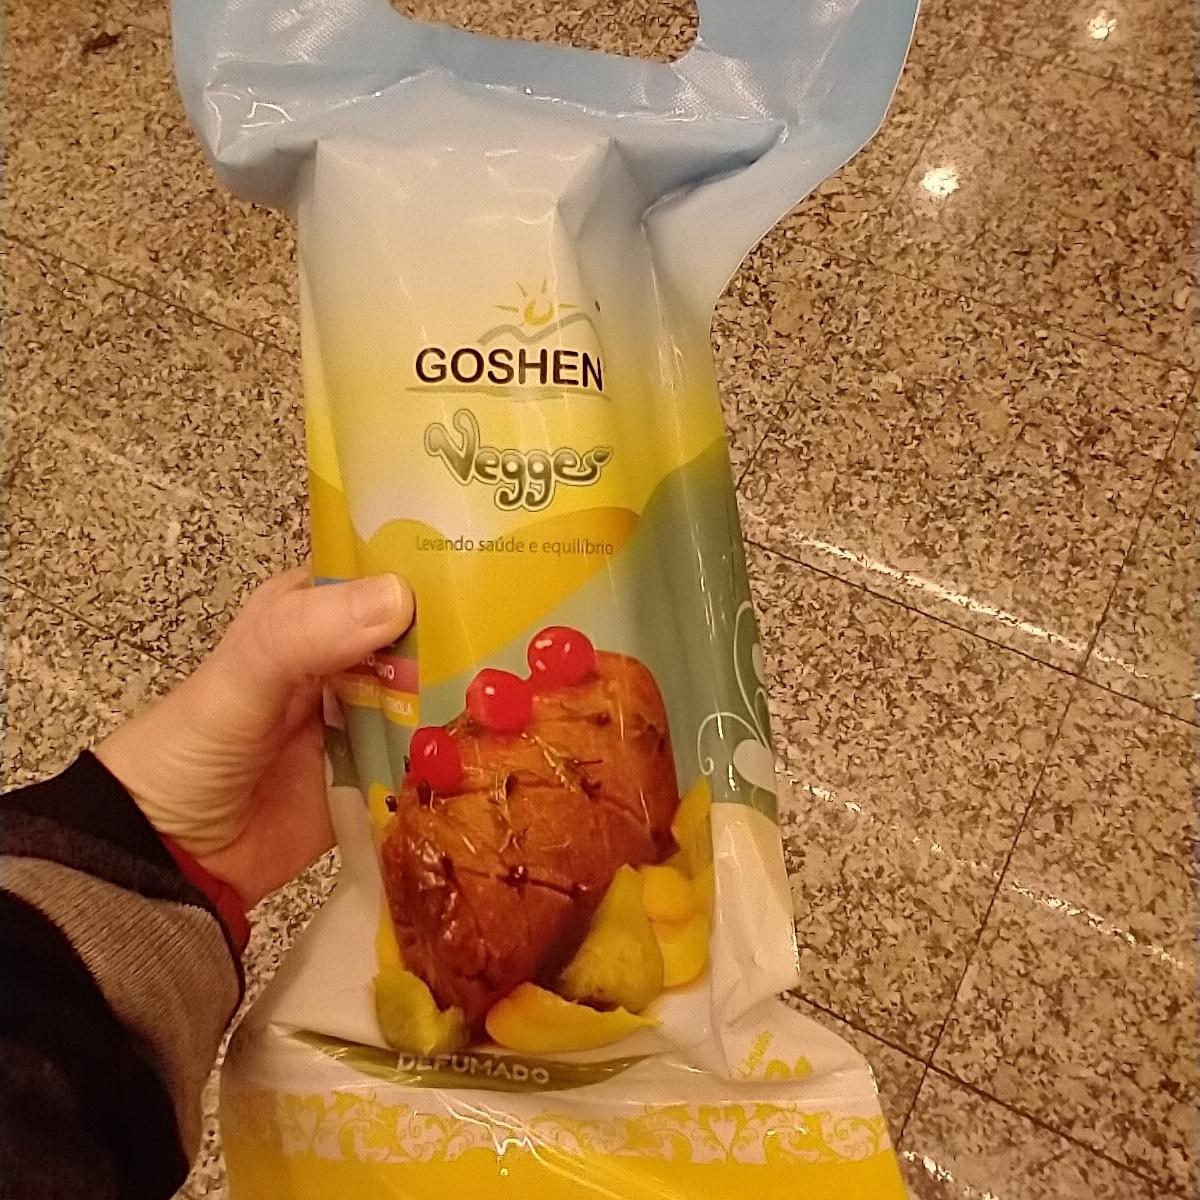 GOSHEN
Vegges
Levando saúde e equilíbrio
DEFUMADO